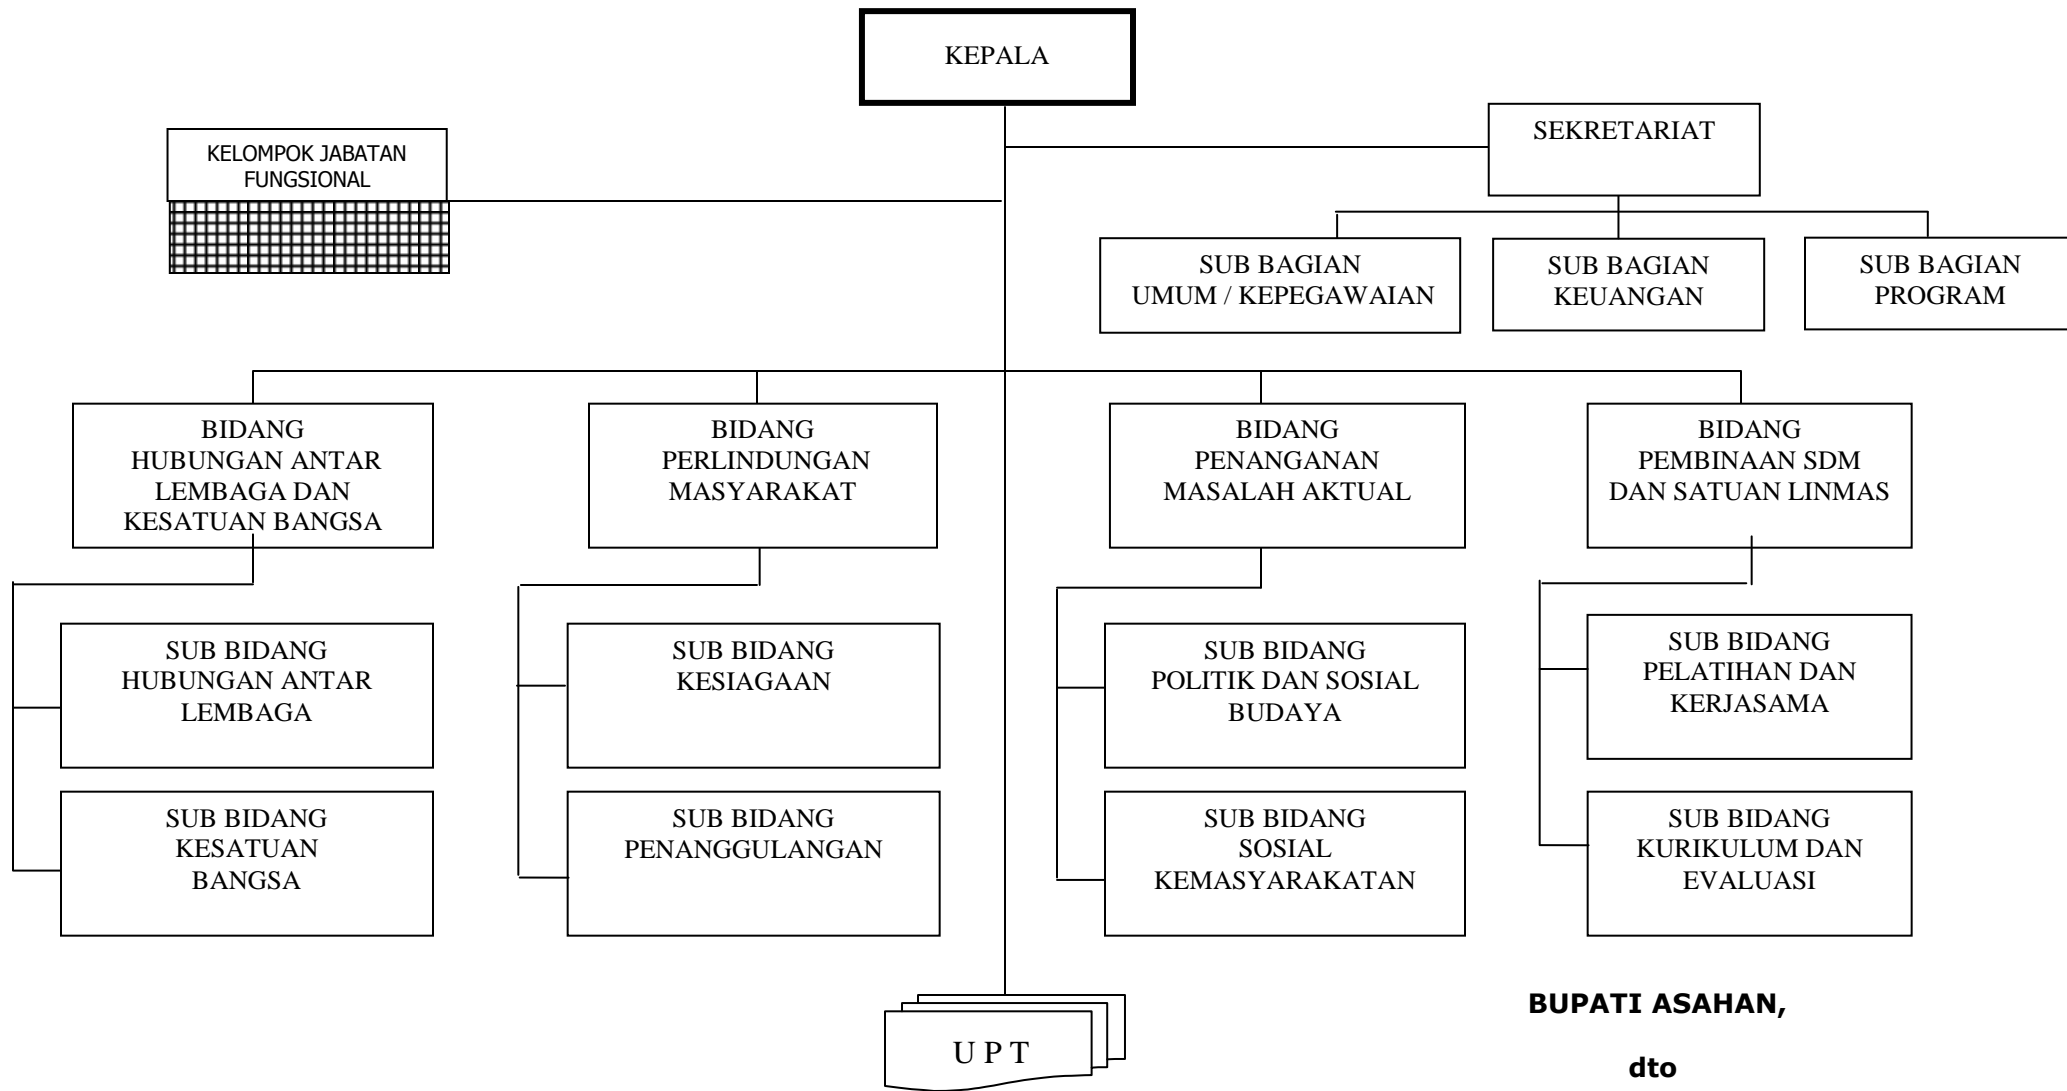 KEPALA
SEKRETARIAT
KELOMPOK JABATAN
FUNGSIONAL
SUB BAGIAN
UMUM / KEPEGAWAIAN
SUB BAGIAN
KEUANGAN
SUB BAGIAN
PROGRAM
BIDANG
HUBUNGAN ANTAR
LEMBAGA DAN
KESATUAN BANGSA
BIDANG
PERLINDUNGAN
MASYARAKAT
BIDANG
PENANGANAN
MASALAH AKTUAL
BIDANG
PEMBINAAN SDM
DAN SATUAN LINMAS
SUB BIDANG
HUBUNGAN ANTAR
LEMBAGA
SUB BIDANG
KESIAGAAN
SUB BIDANG
POLITIK DAN SOSIAL
BUDAYA
SUB BIDANG
PELATIHAN DAN
KERJASAMA
SUB BIDANG
KESATUAN
BANGSA
SUB BIDANG
PENANGGULANGAN
SUB BIDANG
SOSIAL
KEMASYARAKATAN
SUB BIDANG
KURIKULUM DAN
EVALUASI
U P T
BUPATI ASAHAN,
dto